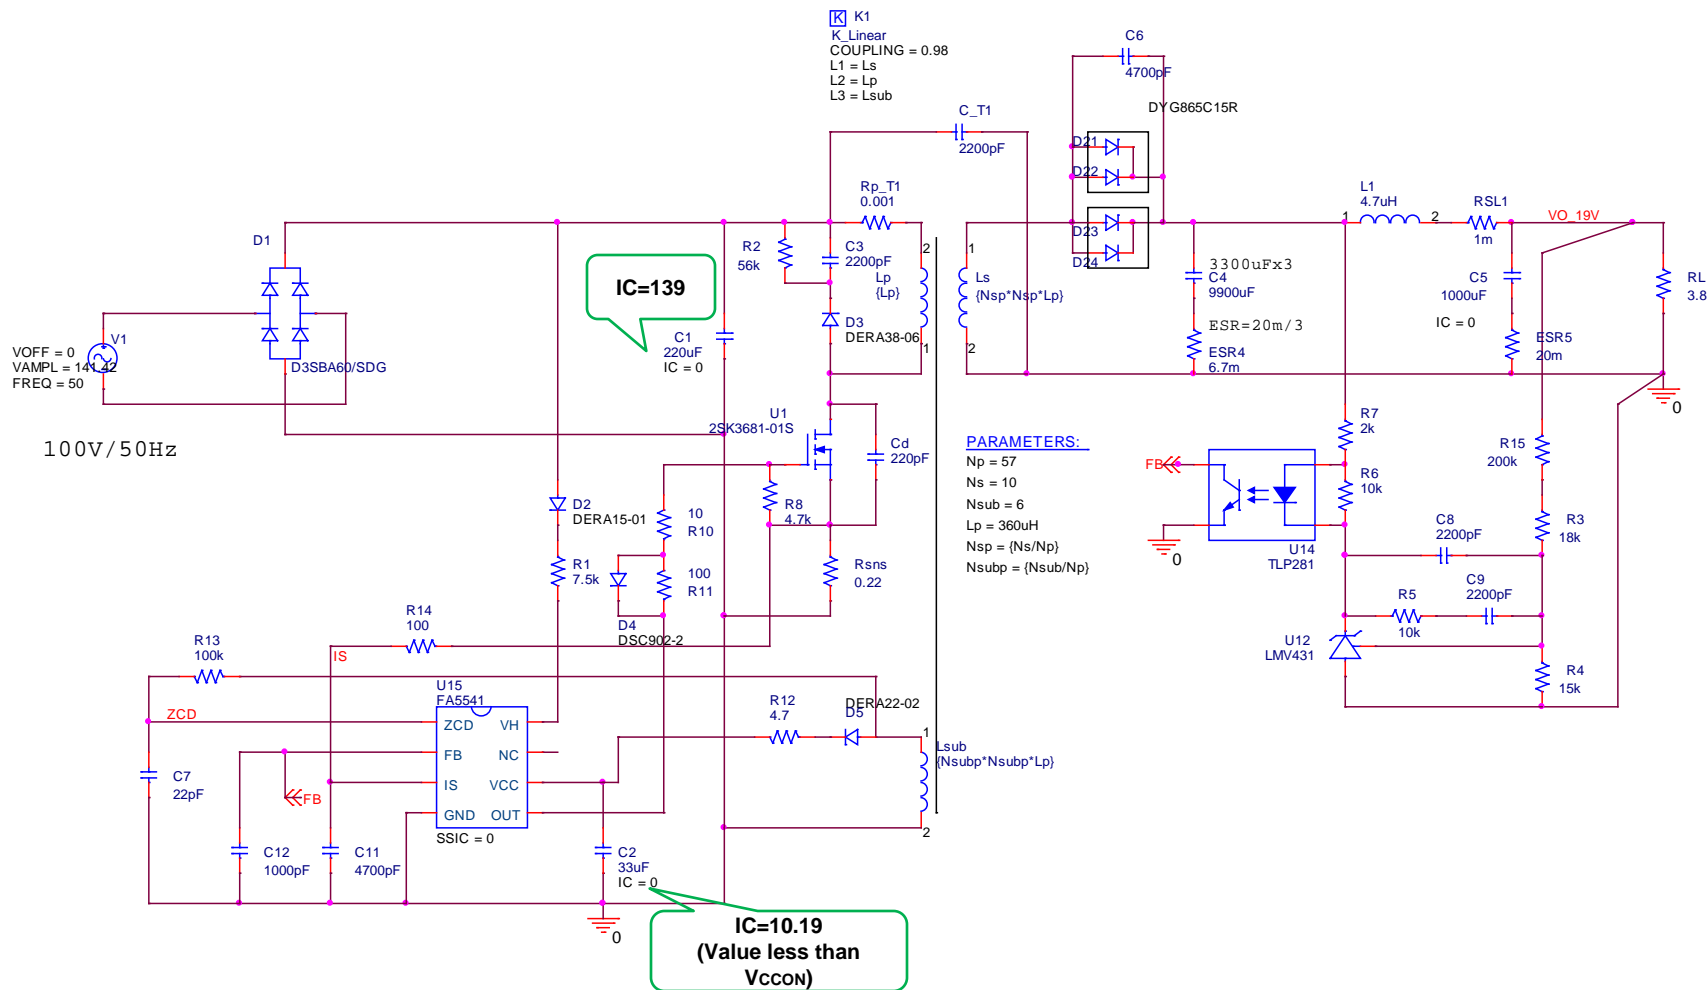 K K1
K_Linear
COUPLING = 0.98
L1 = Ls
L2 = Lp
L3 = Lsub
C6
4700pF
DYG865C15R
C_T1
2200pF
D21
D22
D23
D24
Rp_T1
0.001
L1
4.7uH
1
2
RSL1
1m
VO_19V
D1
R2
56k
C3
2200pF
2
Lp
{Lp}
1
1
Ls
{Nsp*Nsp*Lp}
2
3300uFx3
C4
9900uF
ESR=20m/3
ESR4
6.7m
C5
1000uF
IC = 0
ESR5
20m
RL
3.8
0
IC=139
C1
220uF
IC = 0
D3
DERA38-06
VOFF = 0
VAMPL = 141.42
FREQ = 50
V1
D3SBA60/SDG
100V/50Hz
U1
2SK3681-01S
Cd
220pF
PARAMETERS:
Np = 57
Ns = 10
Nsub = 6
Lp = 360uH
Nsp = {Ns/Np}
Nsubp = {Nsub/Np}
R7
2k
FB
R6
10k
0
U14
TLP281
R15
200k
C8
2200pF
R3
18k
C9
2200pF
R5
10k
U12
LMV431
R4
15k
D2
DERA15-01
10
R10
R8
4.7k
R1
7.5k
100
R11
Rsns
0.22
D4
DSC902-2
R14
100
R13
100k
IS
ZCD
U15
FA5541
ZCD VH
FB NC
IS VCC
GND OUT
SSIC = 0
R12
4.7
DERA22-02
D5
1
Lsub
{Nsubp*Nsubp*Lp}
2
C7
22pF
FB
C12
1000pF
C11
4700pF
C2
33uF
IC = 0
0
IC=10.19
(Value less than
VCCON)